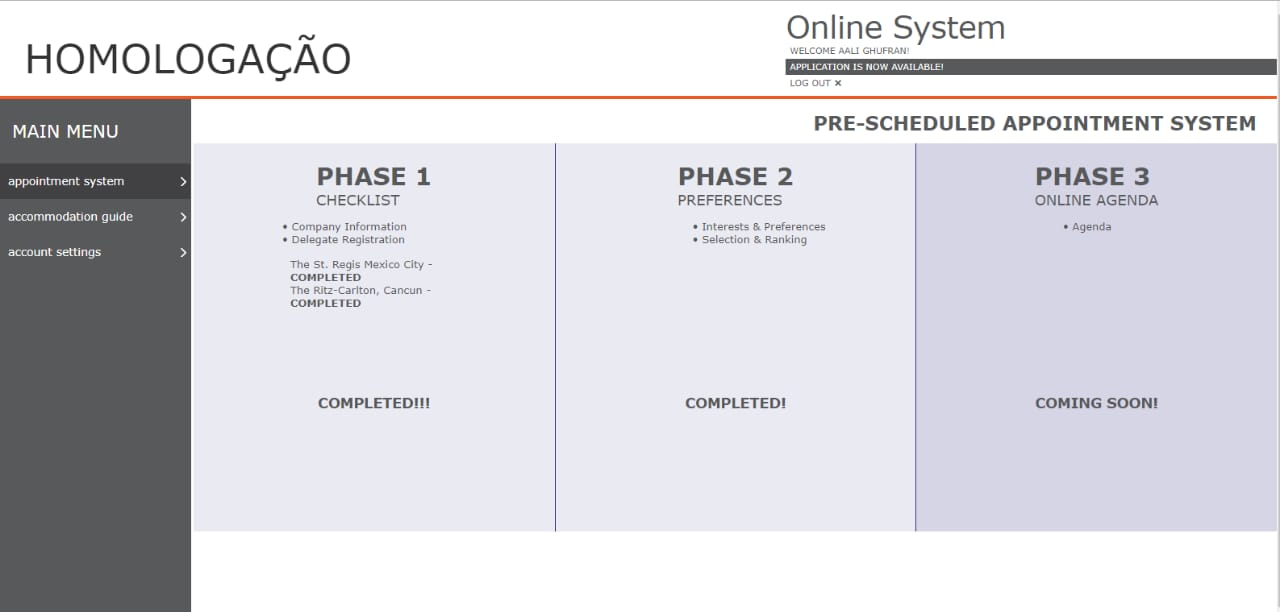 HOMOLOGAÇÃO
Online System
WELCOME AALI GHUFRAN!
APPLICATION IS NOW AVAILABLE!
LOG OUT ×
MAIN MENU
appointment system
accommodation guide
account settings
PRE-SCHEDULED APPOINTMENT SYSTEM
PHASE 1
CHECKLIST
• Company Information
• Delegate Registration
The St. Regis Mexico City -
COMPLETED
The Ritz-Carlton, Cancun -
COMPLETED
COMPLETED!!!
PHASE 2
PREFERENCES
• Interests & Preferences
• Selection & Ranking
COMPLETED!
PHASE 3
ONLINE AGENDA
• Agenda
COMING SOON!